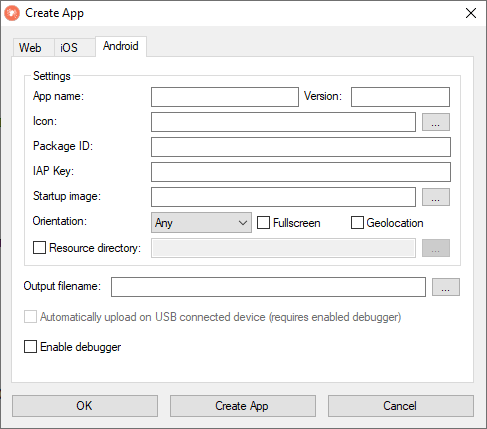 Create App
Web iOS Android
Settings
App name: Version:
Icon: ...
Package ID:
IAP Key:
Startup image: ...
Orientation: Any Fullscreen Geolocation
Resource directory: ...
Output filename: ...
Automatically upload on USB connected device (requires enabled debugger)
Enable debugger
OK Create App Cancel